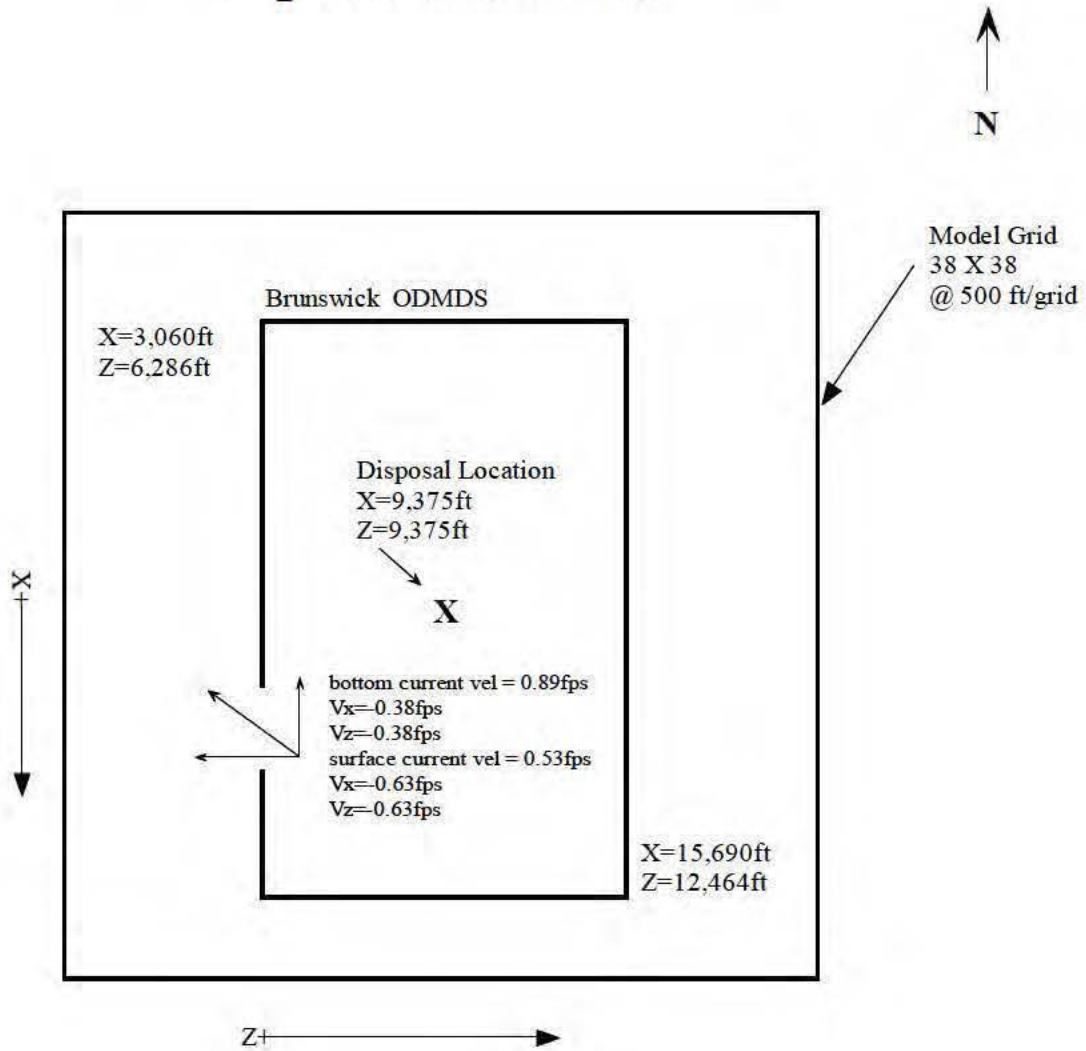 N
Model Grid
38 X 38
@ 500 ft/grid
Brunswick ODMDS
X=3,060ft
Z=6,286ft
Disposal Location
X=9,375ft
Z=9,375ft
X
+X
bottom current vel = 0.89fps
Vx=-0.38fps
Vz=-0.38fps
surface current vel = 0.53fps
Vx=-0.63fps
Vz=-0.63fps
X=15,690ft
Z=12,464ft
Z+